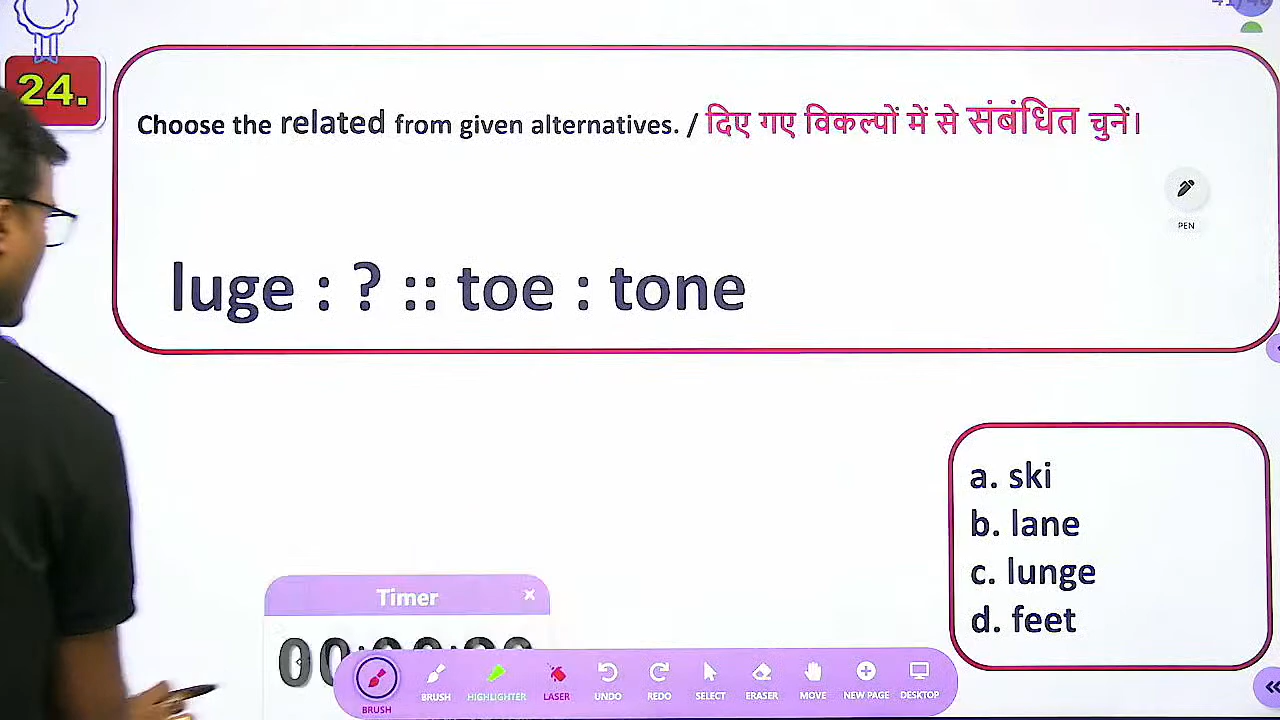 24.
Choose the related from given alternatives. / दिए गए विकल्पों में से संबंधित चुनें।
PEN
luge : ? :: toe : tone
a. ski
b. lane
c. lunge
d. feet
Timer
BRUSH
BRUSH
HIGHLIGHTER
LASER
UNDO
REDO
SELECT
ERASER
MOVE
NEW PAGE
DESKTOP